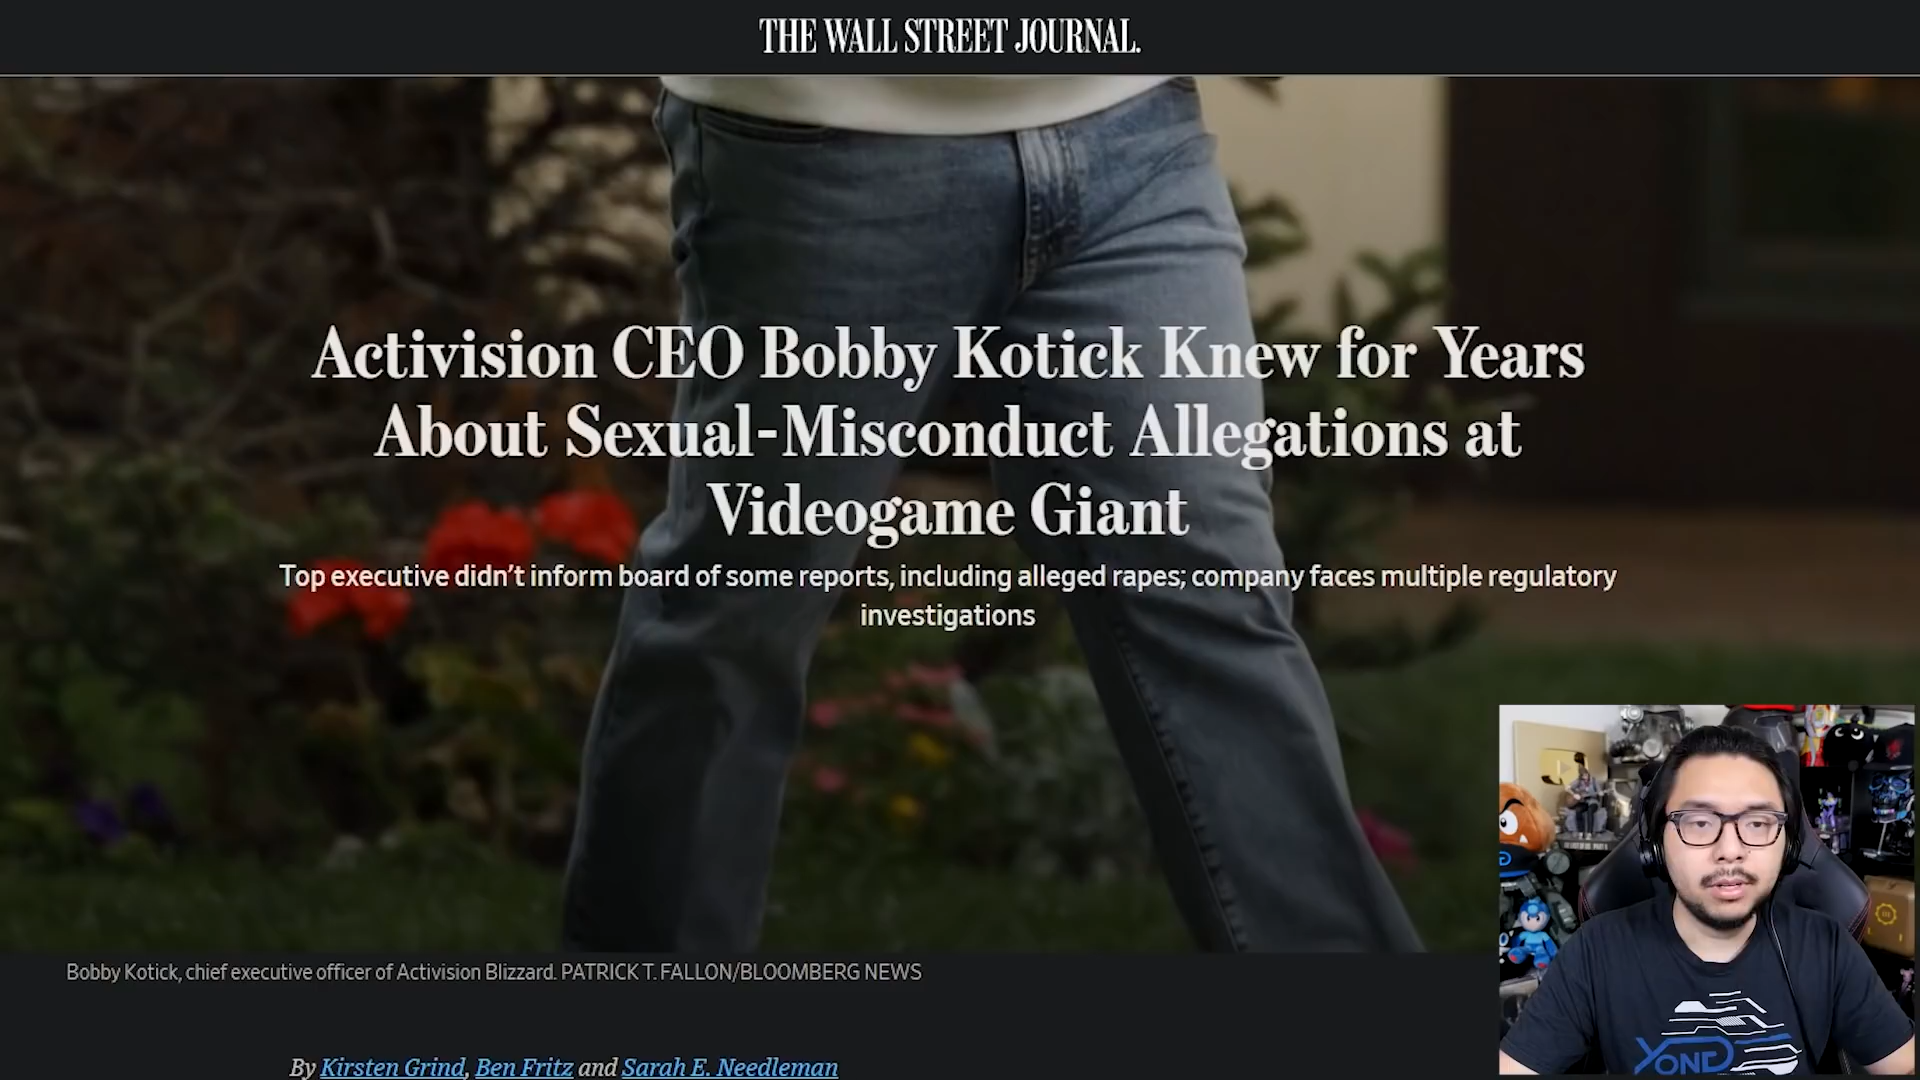 THE WALL STREET JOURNAL.
Activision CEO Bobby Kotick Knew for Years
About Sexual-Misconduct Allegations at
Videogame Giant
Top executive didn't inform board of some reports, including alleged rapes; company faces multiple regulatory
investigations
Bobby Kotick, chief executive officer of Activision Blizzard. PATRICK T. FALLON/BLOOMBERG NEWS
By Kirsten Grind, Ben Fritz and Sarah E. Needleman
YONG